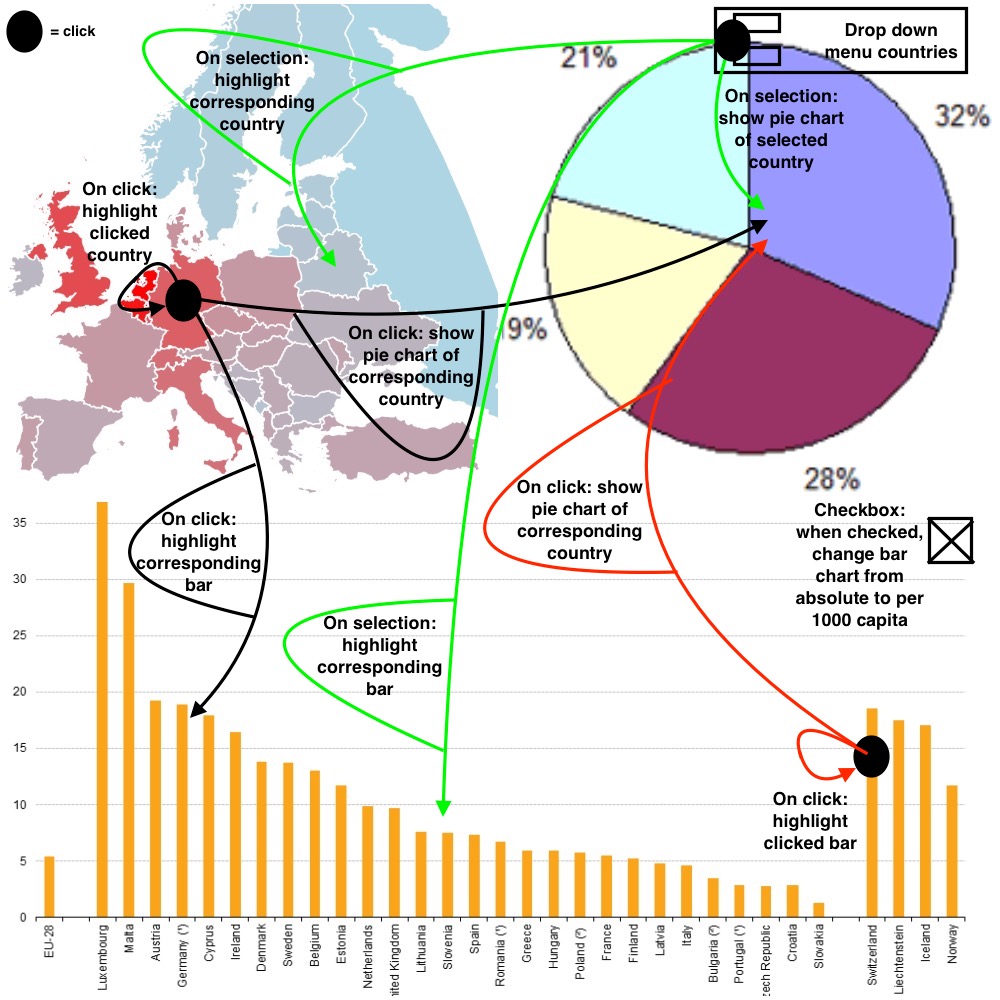 = click
Drop down
menu countries
21%
32%
On selection:
highlight
corresponding
country
On selection:
show pie chart
of selected
country
On click:
highlight
clicked
country
On click: show
pie chart of
corresponding
country
9%
28%
On click: show
pie chart of
corresponding
country
Checkbox:
when checked,
change bar
chart from
absolute to per
1000 capita
On click:
highlight
corresponding
bar
On selection:
highlight
corresponding
bar
On click:
highlight
clicked bar
35
30
25
20
15
10
5
0
EU-28
Luxembourg
Malta
Austria
Germany (¹)
Cyprus
Ireland
Denmark
Sweden
Belgium
Estonia
Netherlands
nited Kingdom
Lithuania
Slovenia
Spain
Romania (¹)
Greece
Hungary
Poland (²)
France
Finland
Latvia
Italy
Bulgaria (²)
Portugal (¹)
zech Republic
Croatia
Slovakia
Switzerland
Liechtenstein
Iceland
Norway